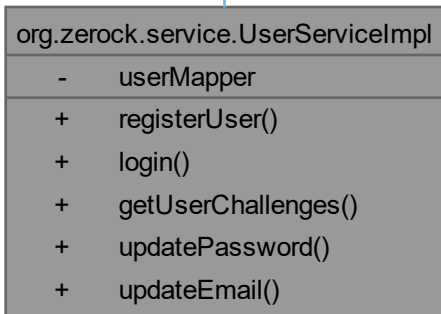 org.zerock.service.UserServiceImpl
- userMapper
+ registerUser()
+ login()
+ getUserChallenges()
+ updatePassword()
+ updateEmail()